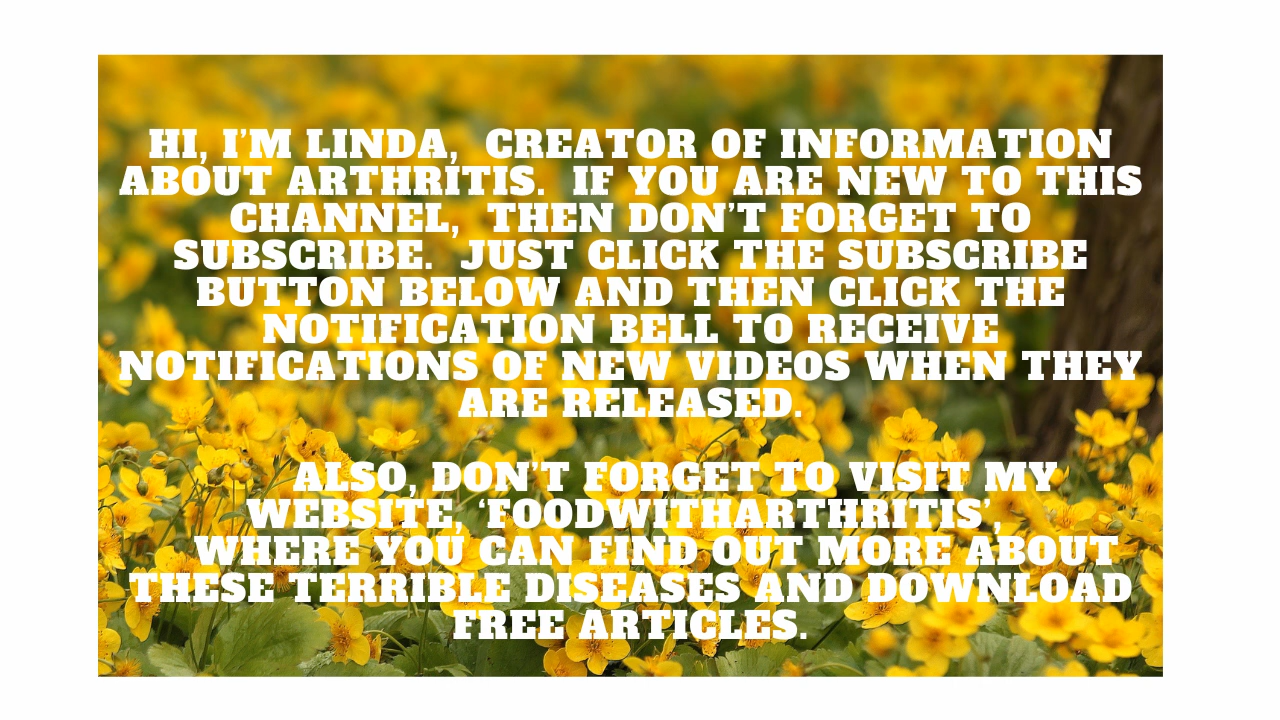 HI, I'M LINDA,  CREATOR OF INFORMATION
ABOUT ARTHRITIS.  IF YOU ARE NEW TO THIS
CHANNEL,  THEN DON'T FORGET TO
SUBSCRIBE.  JUST CLICK THE SUBSCRIBE
BUTTON BELOW AND THEN CLICK THE
NOTIFICATION BELL TO RECEIVE
NOTIFICATIONS OF NEW VIDEOS WHEN THEY
ARE RELEASED.
ALSO, DON'T FORGET TO VISIT MY
WEBSITE, ‘FOODWITHARTHRITIS’,
WHERE YOU CAN FIND OUT MORE ABOUT
THESE TERRIBLE DISEASES AND DOWNLOAD
FREE ARTICLES.